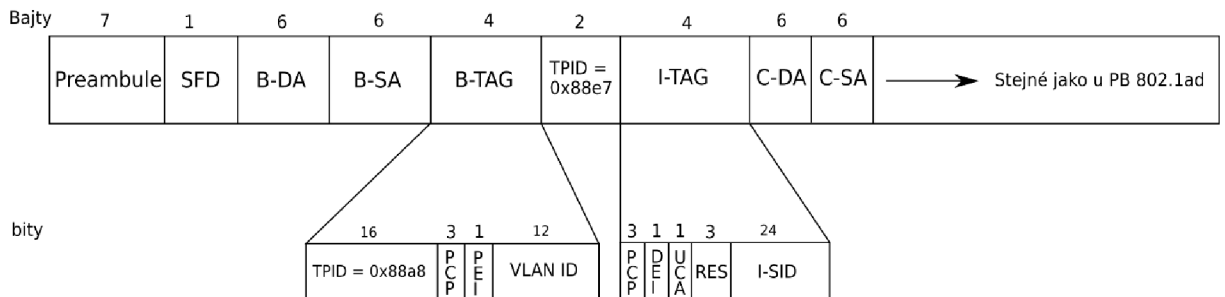 Bajty 7 1 6 6 4 2 4 6 6
Preambule SFD B-DA B-SA B-TAG TPID = 0x88e7 I-TAG C-DA C-SA Stejné jako u PB 802.1ad
bity 16 3 1 12 3 1 1 3 24
TPID = 0x88a8 PCP PEI VLAN ID PCP DEI UCA RES I-SID